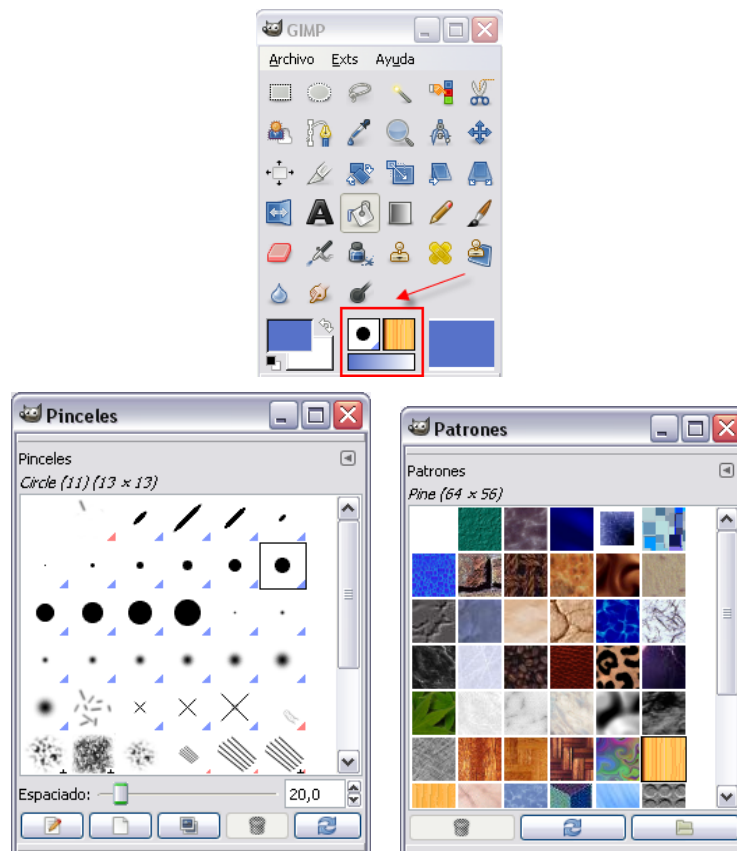 GIMP
Archivo Exts Ayuda
A
Pinceles
Pinceles
Circle (11) (13 × 13)
Espaciado:
20,0
Patrones
Patrones
Pine (64 × 56)